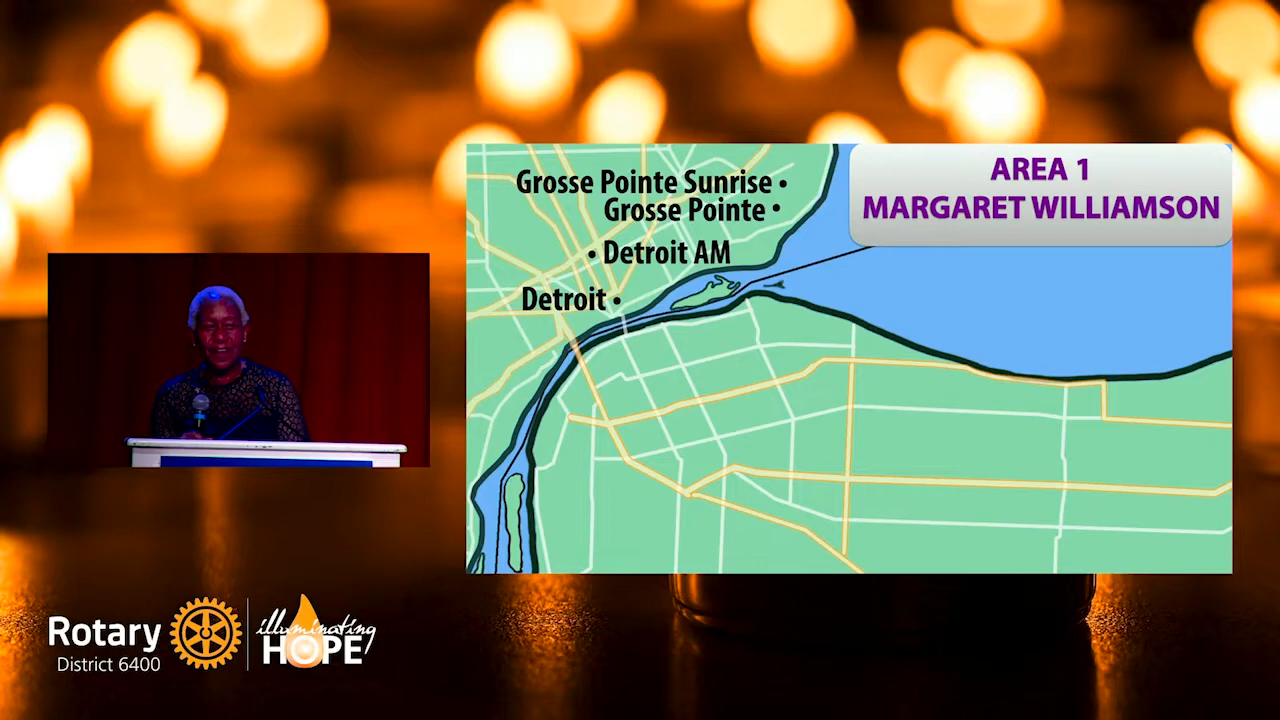 AREA 1
MARGARET WILLIAMSON
Grosse Pointe Sunrise •
Grosse Pointe •
• Detroit AM
Detroit •
Rotary
District 6400
illuminating
HOPE